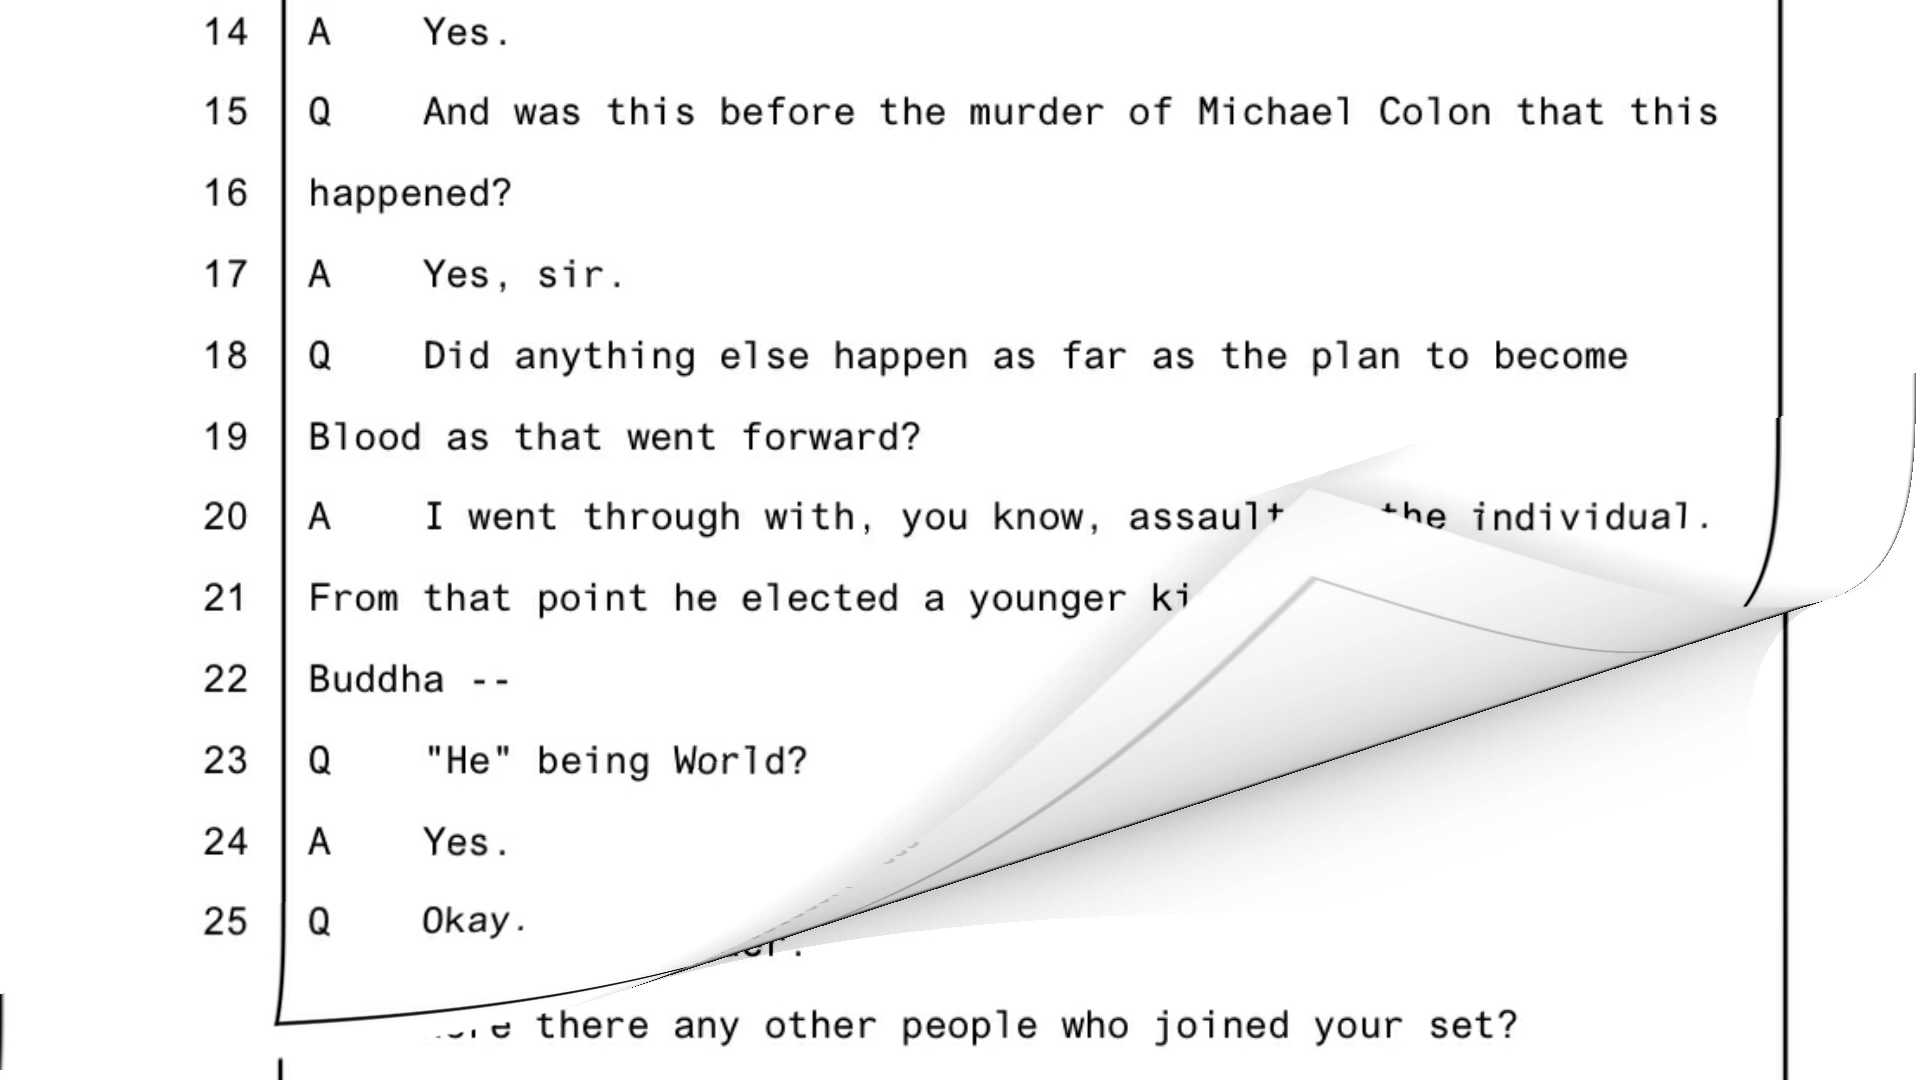 14 A Yes.
15 Q And was this before the murder of Michael Colon that this
16 happened?
17 A Yes, sir.
18 Q Did anything else happen as far as the plan to become
19 Blood as that went forward?
20 A I went through with, you know, assault the individual.
21 From that point he elected a younger
22 Buddha --
23 Q "He" being World?
24 A Yes.
25 Q Okay.
there any other people who joined your set?